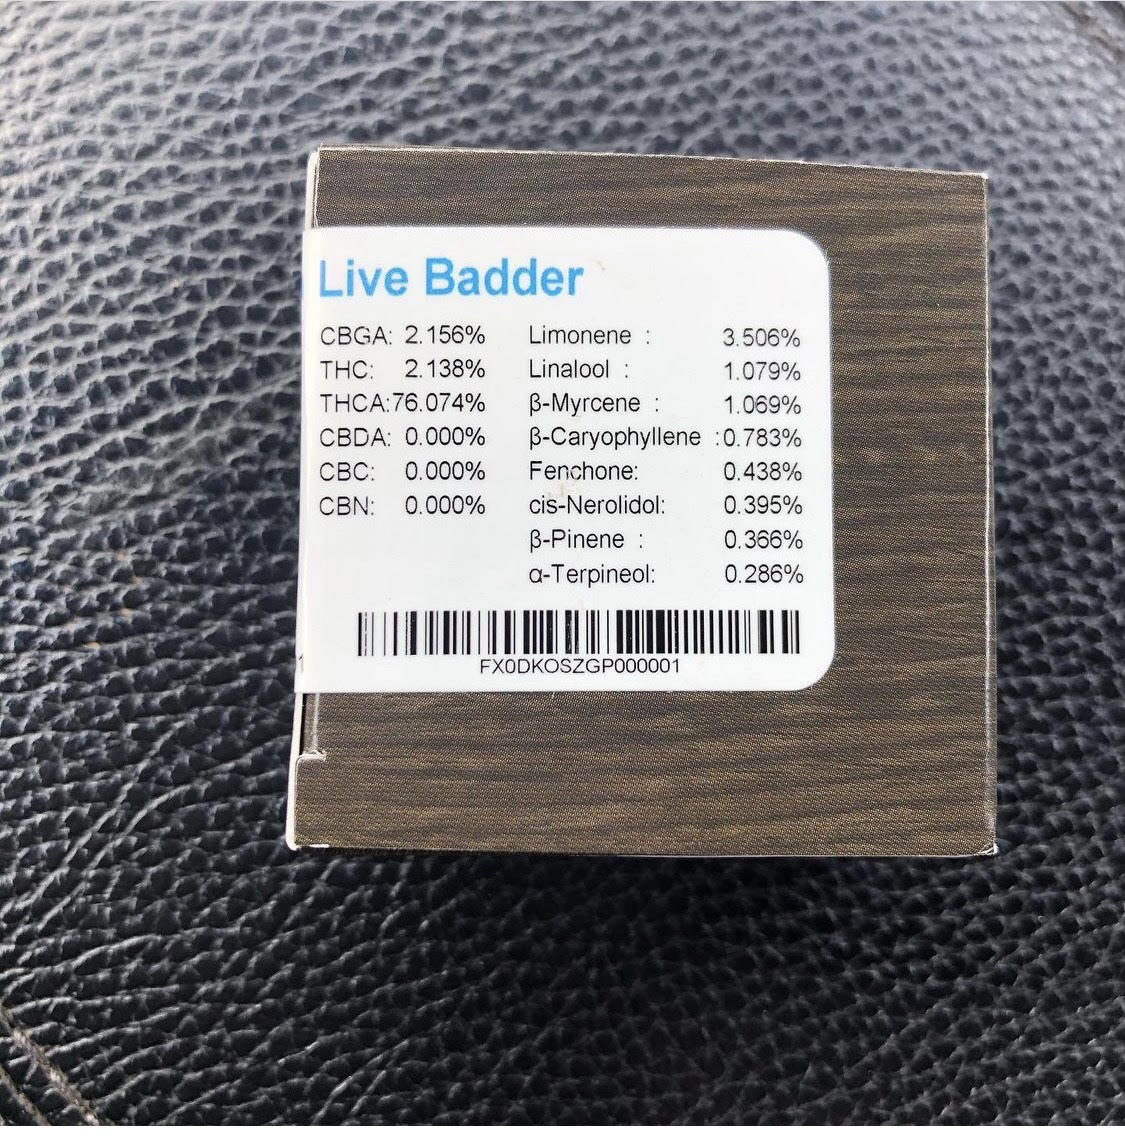 Live Badder
CBGA: 2.156% Limonene : 3.506%
THC: 2.138% Linalool : 1.079%
THCA:76.074% β-Myrcene : 1.069%
CBDA: 0.000% β-Caryophyllene :0.783%
CBC: 0.000% Fenchone: 0.438%
CBN: 0.000% cis-Nerolidol: 0.395%
β-Pinene : 0.366%
α-Terpineol: 0.286%
FX0DKOSZGP000001